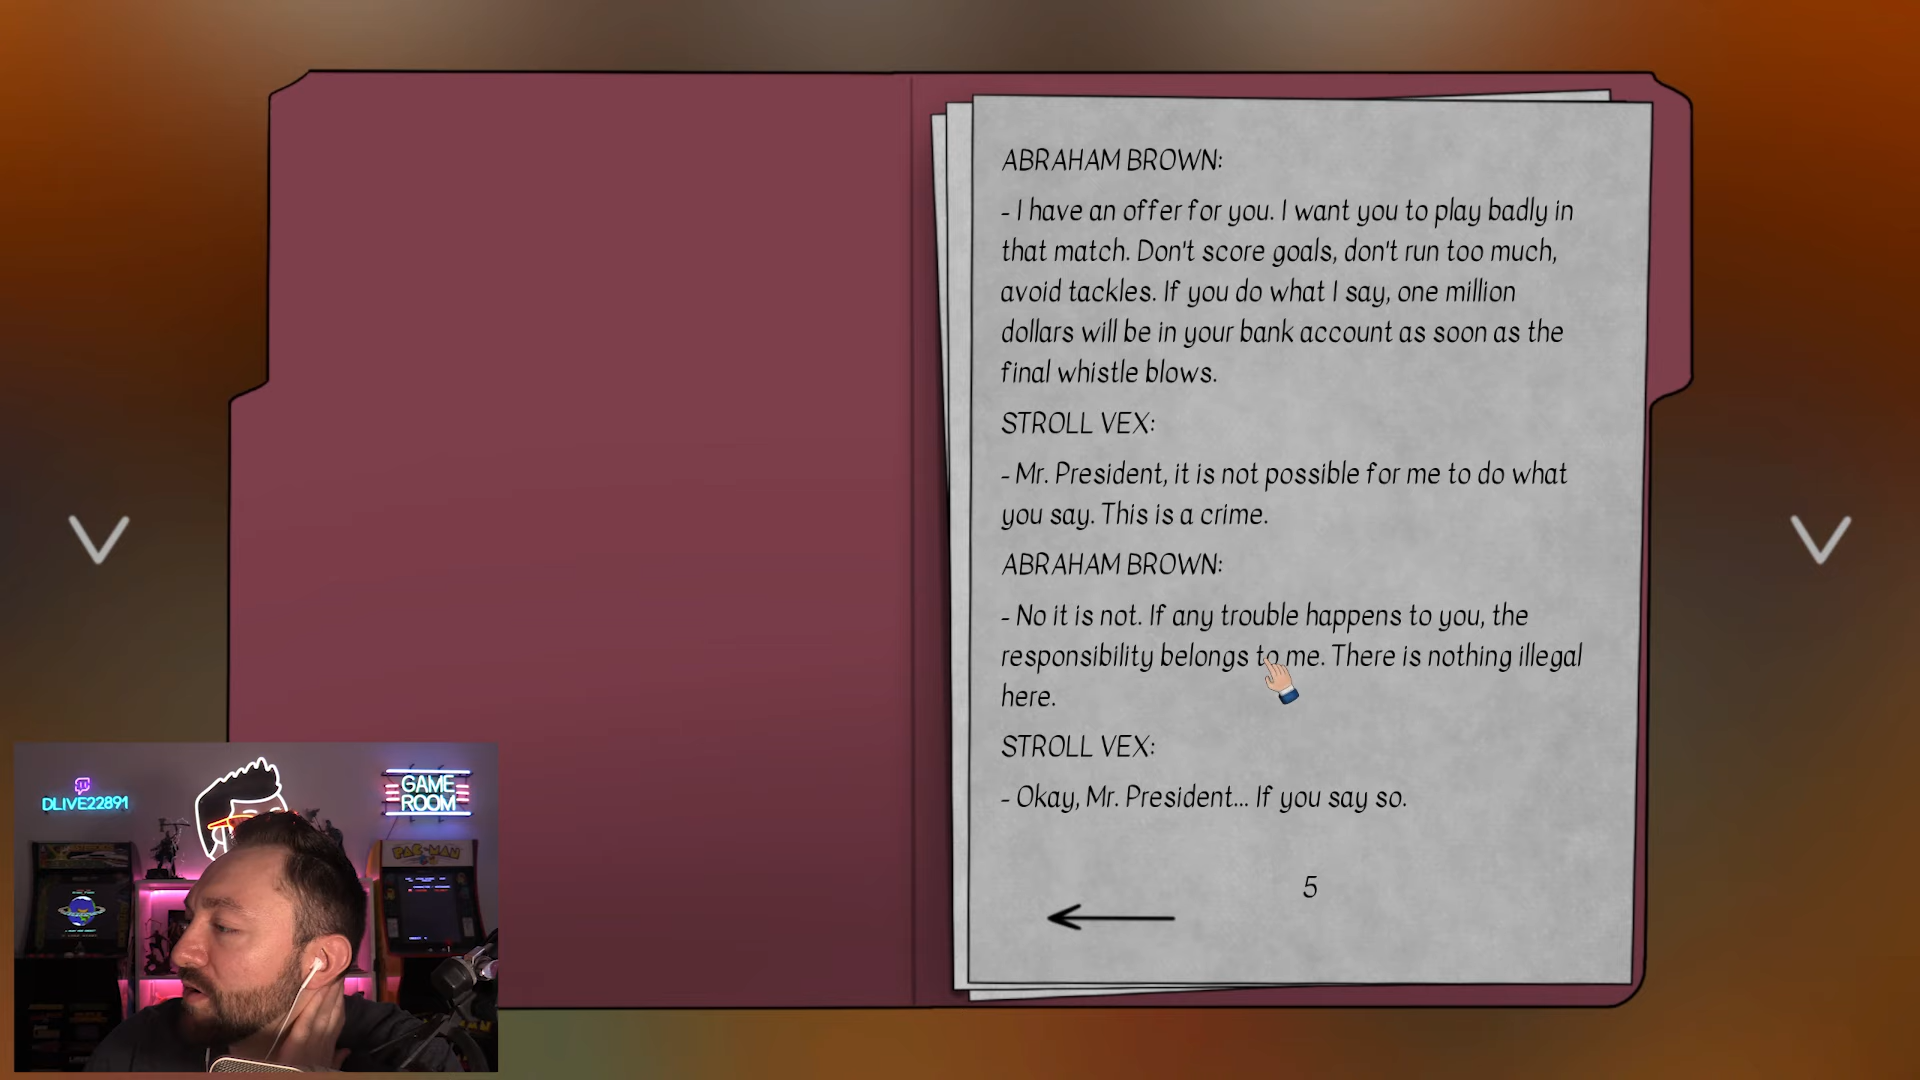 ABRAHAM BROWN:
- I have an offer for you. I want you to play badly in
that match. Don't score goals, don't run too much,
avoid tackles. If you do what I say, one million
dollars will be in your bank account as soon as the
final whistle blows.
STROLL VEX:
- Mr. President, it is not possible for me to do what
you say. This is a crime.
ABRAHAM BROWN:
- No it is not. If any trouble happens to you, the
responsibility belongs to me. There is nothing illegal
here.
STROLL VEX:
- Okay, Mr. President... If you say so.
5
DLIVE22891
GAME
ROOM
PAC-MAN